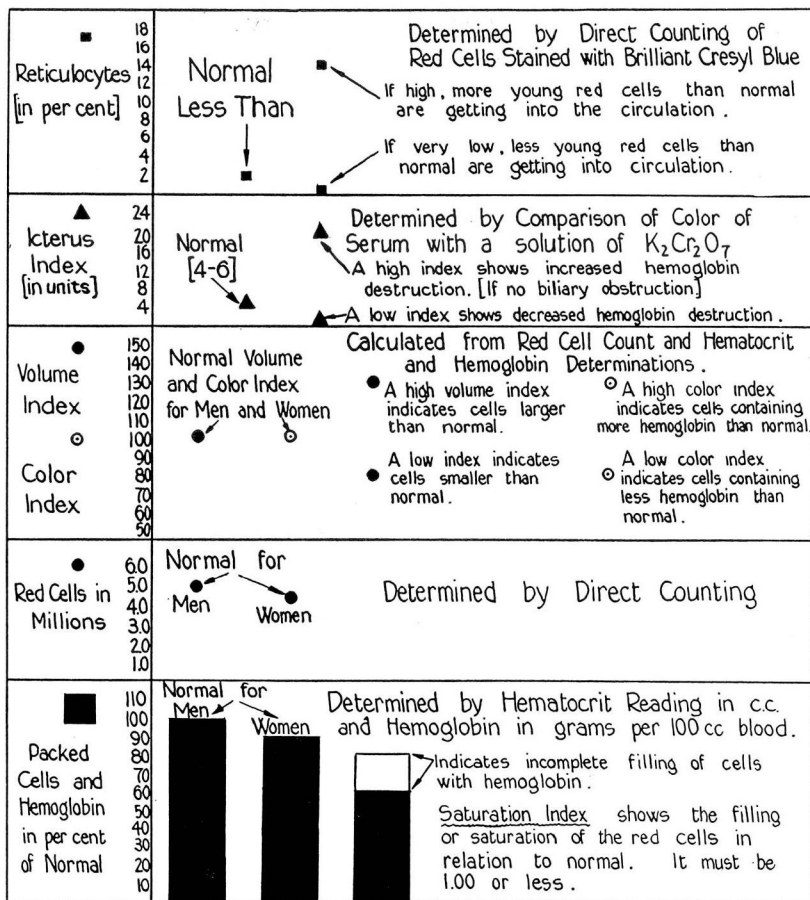 Reticulocytes
[in per cent]
18
16
14
12
10
8
6
4
2
Normal
Less Than
Determined by Direct Counting of
Red Cells Stained with Brilliant Cresyl Blue
If high, more young red cells than normal
are getting into the circulation.
If very low, less young red cells than
normal are getting into circulation.
Icterus
Index
[in units]
24
20
16
12
8
4
Normal
[4-6]
Determined by Comparison of Color of
Serum with a solution of K₂Cr₂O₇
A high index shows increased hemoglobin
destruction. [If no biliary obstruction]
A low index shows decreased hemoglobin destruction.
Volume
Index
Color
Index
150
140
130
120
110
100
90
80
70
60
50
Normal Volume
and Color Index
for Men and Women
Calculated from Red Cell Count and Hematocrit
and Hemoglobin Determinations.
A high volume index
indicates cells larger
than normal.
A high color index
indicates cells containing
more hemoglobin than normal.
A low index indicates
cells smaller than
normal.
A low color index
indicates cells containing
less hemoglobin than
normal.
Red Cells in
Millions
6.0
5.0
4.0
3.0
2.0
1.0
Normal for
Men
Women
Determined by Direct Counting
Packed
Cells and
Hemoglobin
in per cent
of Normal
110
100
90
80
70
60
50
40
30
20
10
Normal for
Men
Women
Determined by Hematocrit Reading in c.c.
and Hemoglobin in grams per 100 cc blood.
Indicates incomplete filling of cells
with hemoglobin.
Saturation Index shows the filling
or saturation of the red cells in
relation to normal. It must be
1.00 or less.